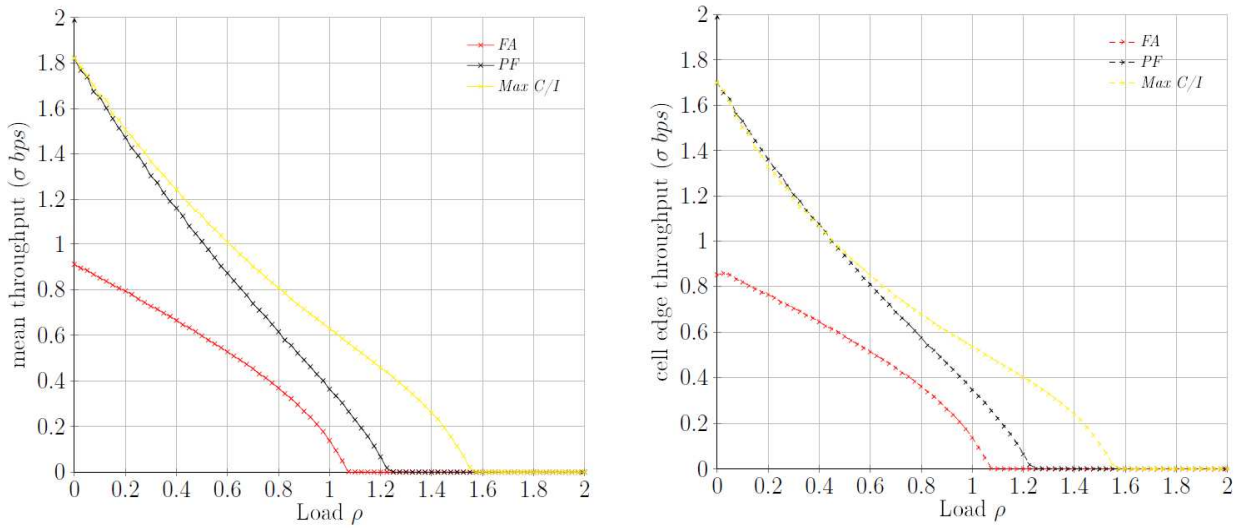 2
1.8
1.6
1.4
1.2
1
0.8
0.6
0.4
0.2
0
mean throughput (σ bps)
FA
PF
Max C/I
0 0.2 0.4 0.6 0.8 1 1.2 1.4 1.6 1.8 2
Load ρ
2
1.8
1.6
1.4
1.2
1
0.8
0.6
0.4
0.2
0
cell edge throughput (σ bps)
FA
PF
Max C/I
0 0.2 0.4 0.6 0.8 1 1.2 1.4 1.6 1.8 2
Load ρ